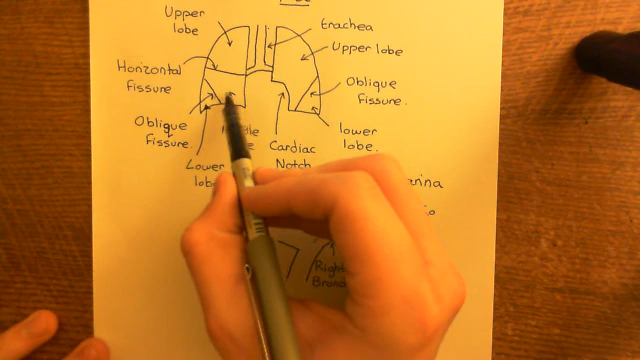 Upper
lobe
trachea
Upper lobe
Horizontal
Fissure
Oblique
Fissure.
Oblique
Fissure.
Cardiac
Notch
lower
lobe.
Lower
Right